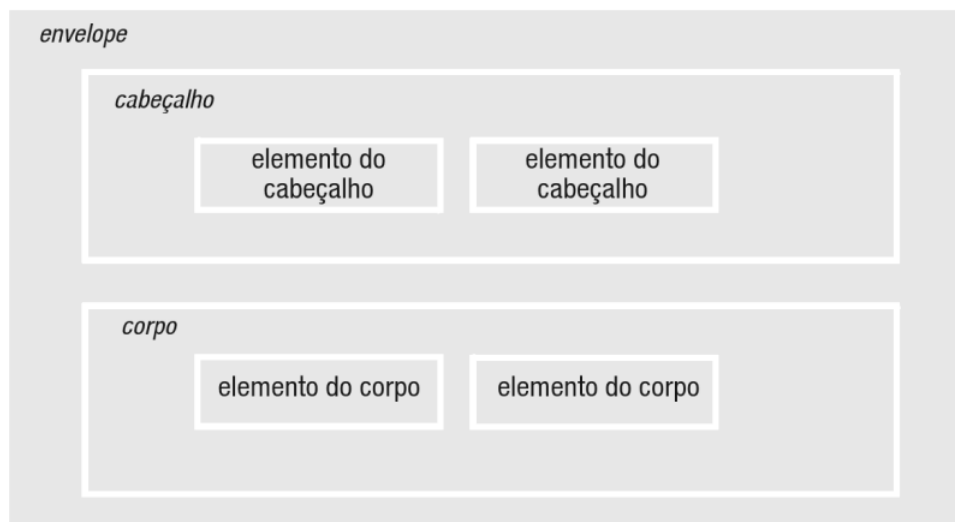 envelope
cabeçalho
elemento do
cabeçalho
elemento do
cabeçalho
corpo
elemento do corpo
elemento do corpo